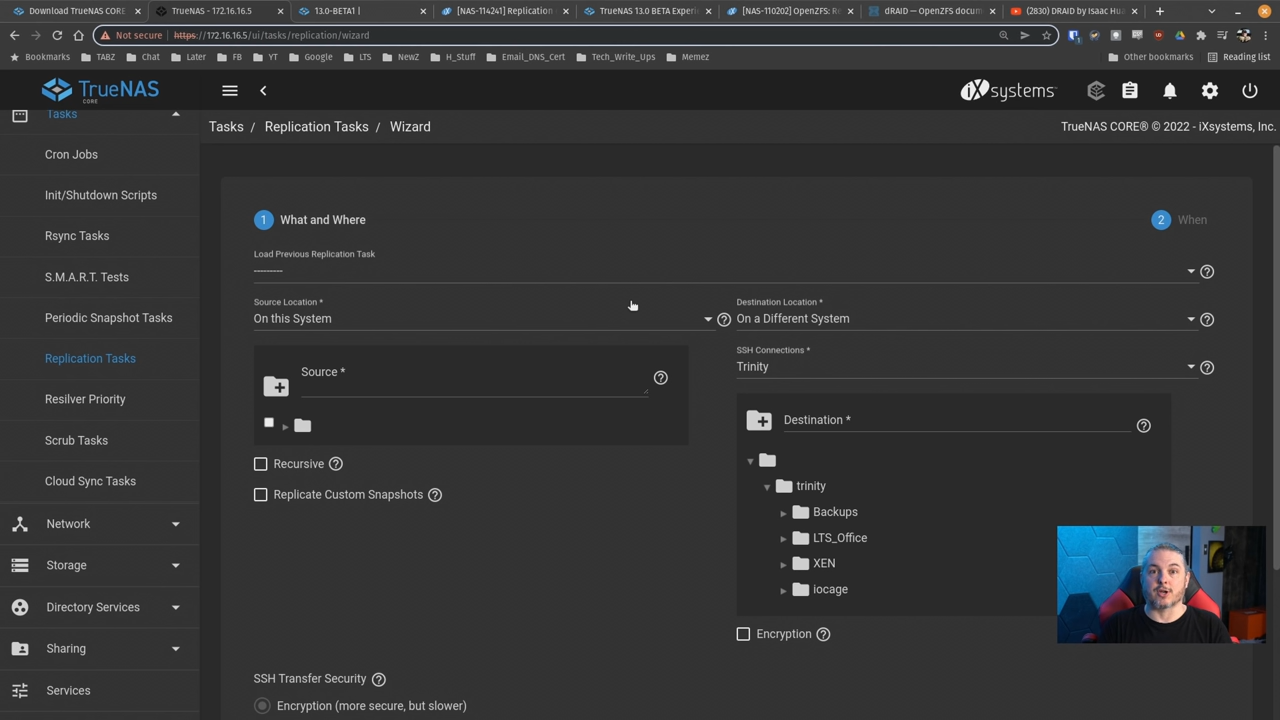 Download TrueNAS CORE
TrueNAS - 172.16.16.5
13.0-BETA1 |
[NAS-114241] Replication
TrueNAS 13.0 BETA Experi
[NAS-110202] OpenZFS: Re
dRAID — OpenZFS docum
(2830) DRAID by Isaac Hua
Not secure https://172.16.16.5/ui/tasks/replication/wizard
Bookmarks TABZ Chat Later FB YT Google LTS NewZ H_Stuff Email_DNS_Cert Tech_Write_Ups Memez Other bookmarks Reading list
TrueNAS
CORE
iXsystems
Tasks
Tasks / Replication Tasks / Wizard
TrueNAS CORE® © 2022 - iXsystems, Inc.
Cron Jobs
Init/Shutdown Scripts
Rsync Tasks
S.M.A.R.T. Tests
Periodic Snapshot Tasks
Replication Tasks
Resilver Priority
Scrub Tasks
Cloud Sync Tasks
Network
Storage
Directory Services
Sharing
Services
1 What and Where
2 When
Load Previous Replication Task
---------
Source Location *
On this System
Source *
Recursive
Replicate Custom Snapshots
Destination Location *
On a Different System
SSH Connections *
Trinity
Destination *
trinity
Backups
LTS_Office
XEN
iocage
Encryption
SSH Transfer Security
Encryption (more secure, but slower)